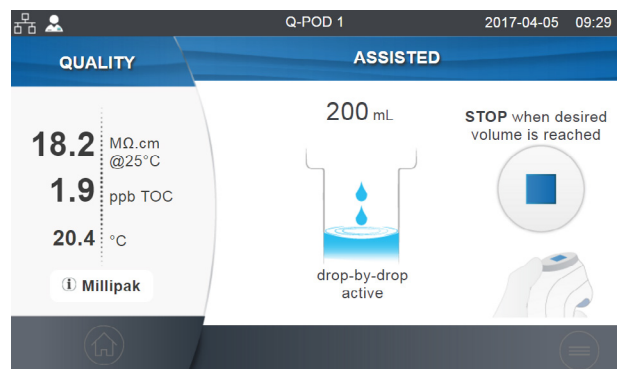 Q-POD 1
2017-04-05 09:29
QUALITY
ASSISTED
18.2 MΩ.cm
@25°C
1.9 ppb TOC
20.4 °C
i Millipak
200 mL
drop-by-drop
active
STOP when desired
volume is reached